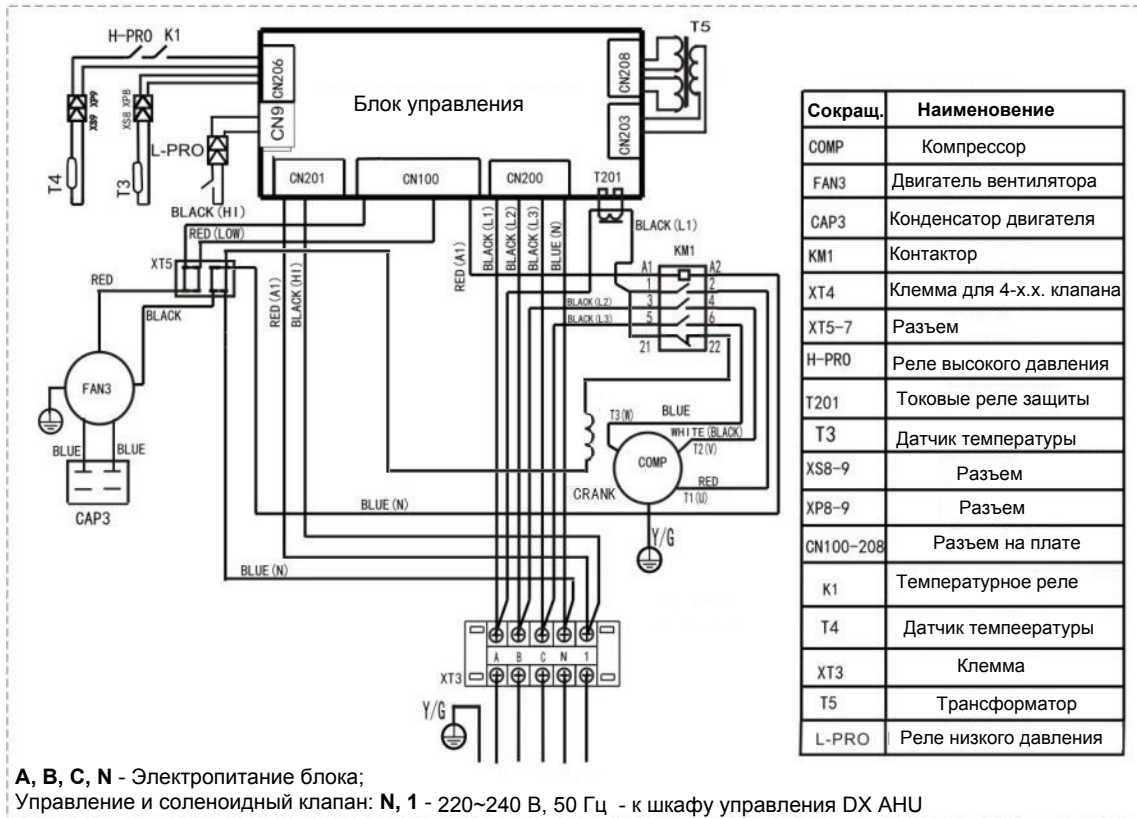 H-PRO K1
T5
CN206
CN208
Блок управления
XS9 XP9
XS8 XP8
CN9
CN203
L-PRO
T4
T3
CN201
CN100
CN200
T201
BLACK(HI)
RED(LOW)
BLACK(L1)
XT5
KM1
RED(A1)
BLACK(L1)
BLACK(L2)
BLACK(L3)
BLUE(N)
A1 A2
1 2
3 4
5 6
21 22
BLACK(L2)
BLACK(L3)
RED
BLACK
RED(A1)
BLACK(HI)
FAN3
BLUE
BLUE
CAP3
T3(W)
BLUE
WHITE(BLACK)
T2(V)
COMP
RED
T1(U)
CRANK
BLUE(N)
Y/G
BLUE(N)
A B C N 1
XT3
Y/G
Сокращ. Наименовение
COMP Компрессор
FAN3 Двигатель вентилятора
CAP3 Конденсатор двигателя
KM1 Контактор
XT4 Клемма для 4-х.х. клапана
XT5-7 Разъем
H-PRO Реле высокого давления
T201 Токовые реле защиты
T3 Датчик температуры
XS8-9 Разъем
XP8-9 Разъем
CN100-208 Разъем на плате
K1 Температурное реле
T4 Датчик темпеературы
XT3 Клемма
T5 Трансформатор
L-PRO Реле низкого давления
A, B, C, N - Электропитание блока;
Управление и соленоидный клапан: N, 1 - 220~240 В, 50 Гц - к шкафу управления DX AHU